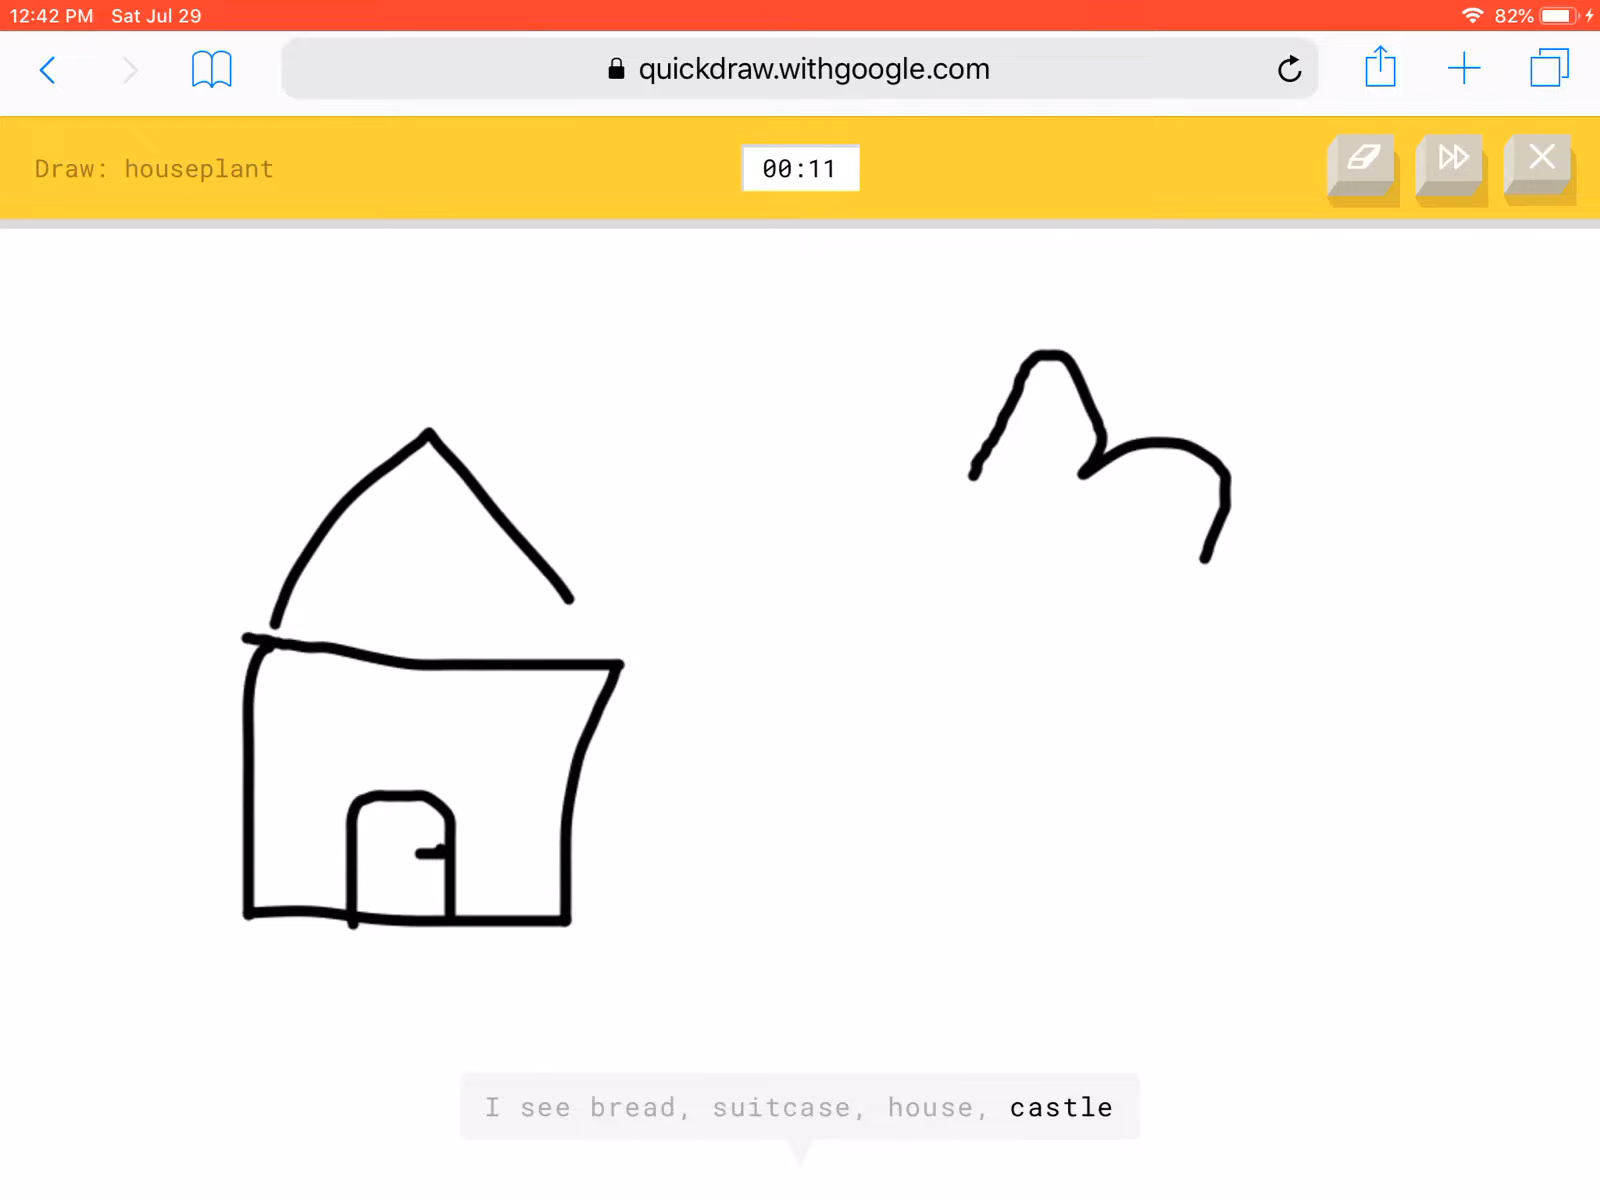 12:42 PM Sat Jul 29 82%
quickdraw.withgoogle.com
Draw: houseplant 00:11
I see bread, suitcase, house, castle